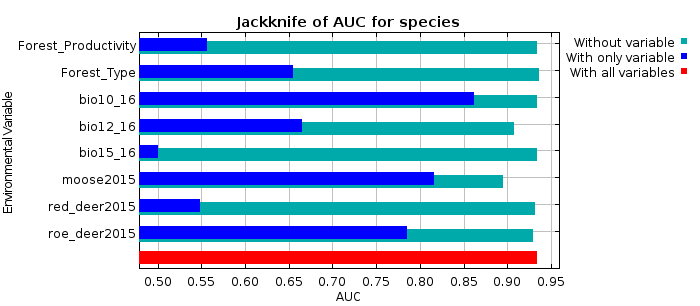 Jackknife of AUC for species
Environmental Variable
Forest_Productivity
Forest_Type
bio10_16
bio12_16
bio15_16
moose2015
red_deer2015
roe_deer2015
Without variable
With only variable
With all variables
0.50 0.55 0.60 0.65 0.70 0.75 0.80 0.85 0.90 0.95
AUC